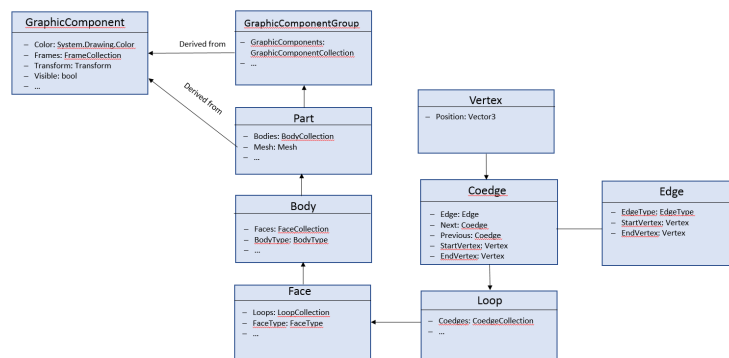 GraphicComponent
– Color: System.Drawing.Color
– Frames: FrameCollection
– Transform: Transform
– Visible: bool
– ...
Derived from
GraphicComponentGroup
– GraphicComponents:
GraphicComponentCollection
– ...
Derived from
Part
– Bodies: BodyCollection
– Mesh: Mesh
– ...
Vertex
– Position: Vector3
Body
– Faces: FaceCollection
– BodyType: BodyType
– ...
Coedge
– Edge: Edge
– Next: Coedge
– Previous: Coedge
– StartVertex: Vertex
– EndVertex: Vertex
Edge
– EdgeType: EdgeType
– StartVertex: Vertex
– EndVertex: Vertex
Face
– Loops: LoopCollection
– FaceType: FaceType
– ...
Loop
– Coedges: CoedgeCollection
– ...